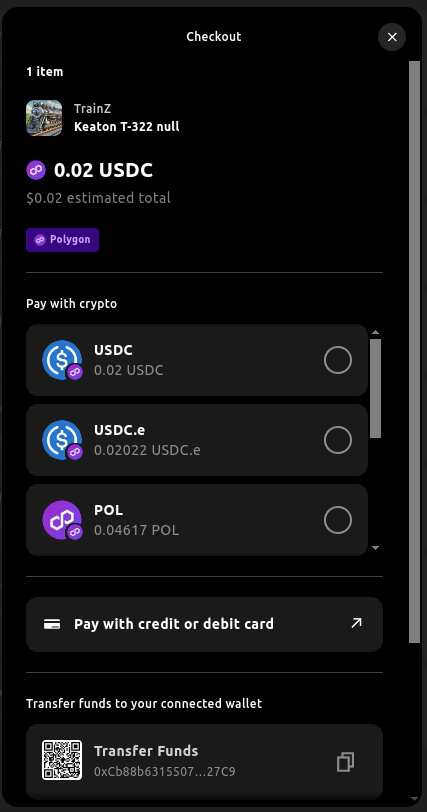 Checkout
1 item
TrainZ
Keaton T-322 null
0.02 USDC
$0.02 estimated total
Polygon
Pay with crypto
USDC
0.02 USDC
USDC.e
0.02022 USDC.e
POL
0.04617 POL
Pay with credit or debit card
Transfer funds to your connected wallet
Transfer Funds
0xCb88b6315507...27C9